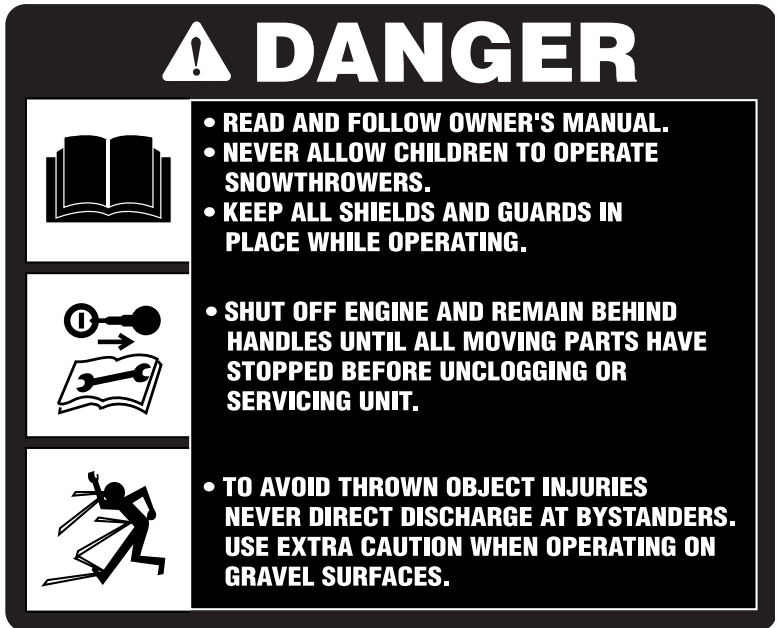 DANGER
• READ AND FOLLOW OWNER'S MANUAL.
• NEVER ALLOW CHILDREN TO OPERATE
SNOWTHROWERS.
• KEEP ALL SHIELDS AND GUARDS IN
PLACE WHILE OPERATING.
• SHUT OFF ENGINE AND REMAIN BEHIND
HANDLES UNTIL ALL MOVING PARTS HAVE
STOPPED BEFORE UNCLOGGING OR
SERVICING UNIT.
• TO AVOID THROWN OBJECT INJURIES
NEVER DIRECT DISCHARGE AT BYSTANDERS.
USE EXTRA CAUTION WHEN OPERATING ON
GRAVEL SURFACES.